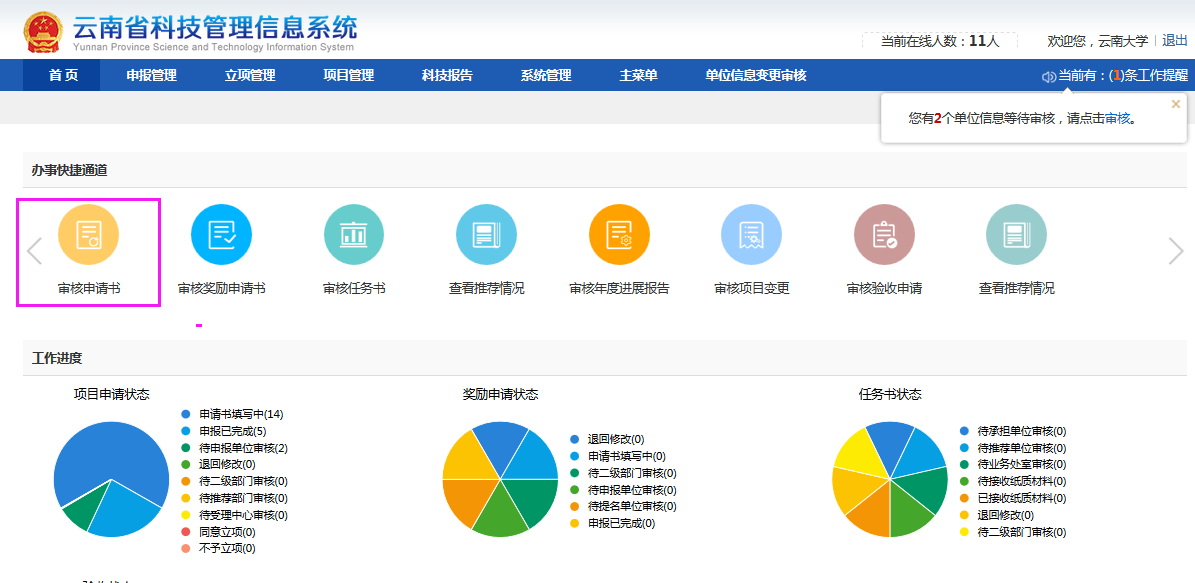 云南省科技管理信息系统
Yunnan Province Science and Technology Information System
当前在线人数：11人
欢迎您，云南大学 | 退出
首 页 申报管理 立项管理 项目管理 科技报告 系统管理 主菜单 单位信息变更审核
当前有：(1)条工作提醒
您有2个单位信息等待审核，请点击审核。
办事快捷通道
审核申请书 审核奖励申请书 审核任务书 查看推荐情况 审核年度进展报告 审核项目变更 审核验收申请 查看推荐情况
工作进度
项目申请状态
申请书填写中(14)
申报已完成(5)
待申报单位审核(2)
退回修改(0)
待二级部门审核(0)
待推荐部门审核(0)
待受理中心审核(0)
同意立项(0)
不予立项(0)
奖励申请状态
退回修改(0)
申请书填写中(0)
待二级部门审核(0)
待申报单位审核(0)
待提名单位审核(0)
申报已完成(0)
任务书状态
待承担单位审核(0)
待推荐单位审核(0)
待业务处室审核(0)
待接收纸质材料(0)
已接收纸质材料(0)
退回修改(0)
待二级部门审核(0)